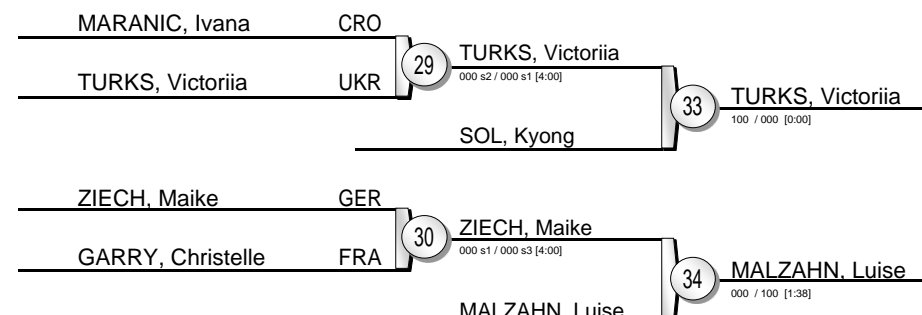 MARANIC, Ivana CRO
29
TURKS, Victoriia
000 s2 / 000 s1 [4:00]
TURKS, Victoriia UKR
33
TURKS, Victoriia
100 / 000 [0:00]
SOL, Kyong
ZIECH, Maike GER
30
ZIECH, Maike
000 s1 / 000 s3 [4:00]
GARRY, Christelle FRA
34
MALZAHN, Luise
000 / 100 [1:38]
MALZAHN, Luise